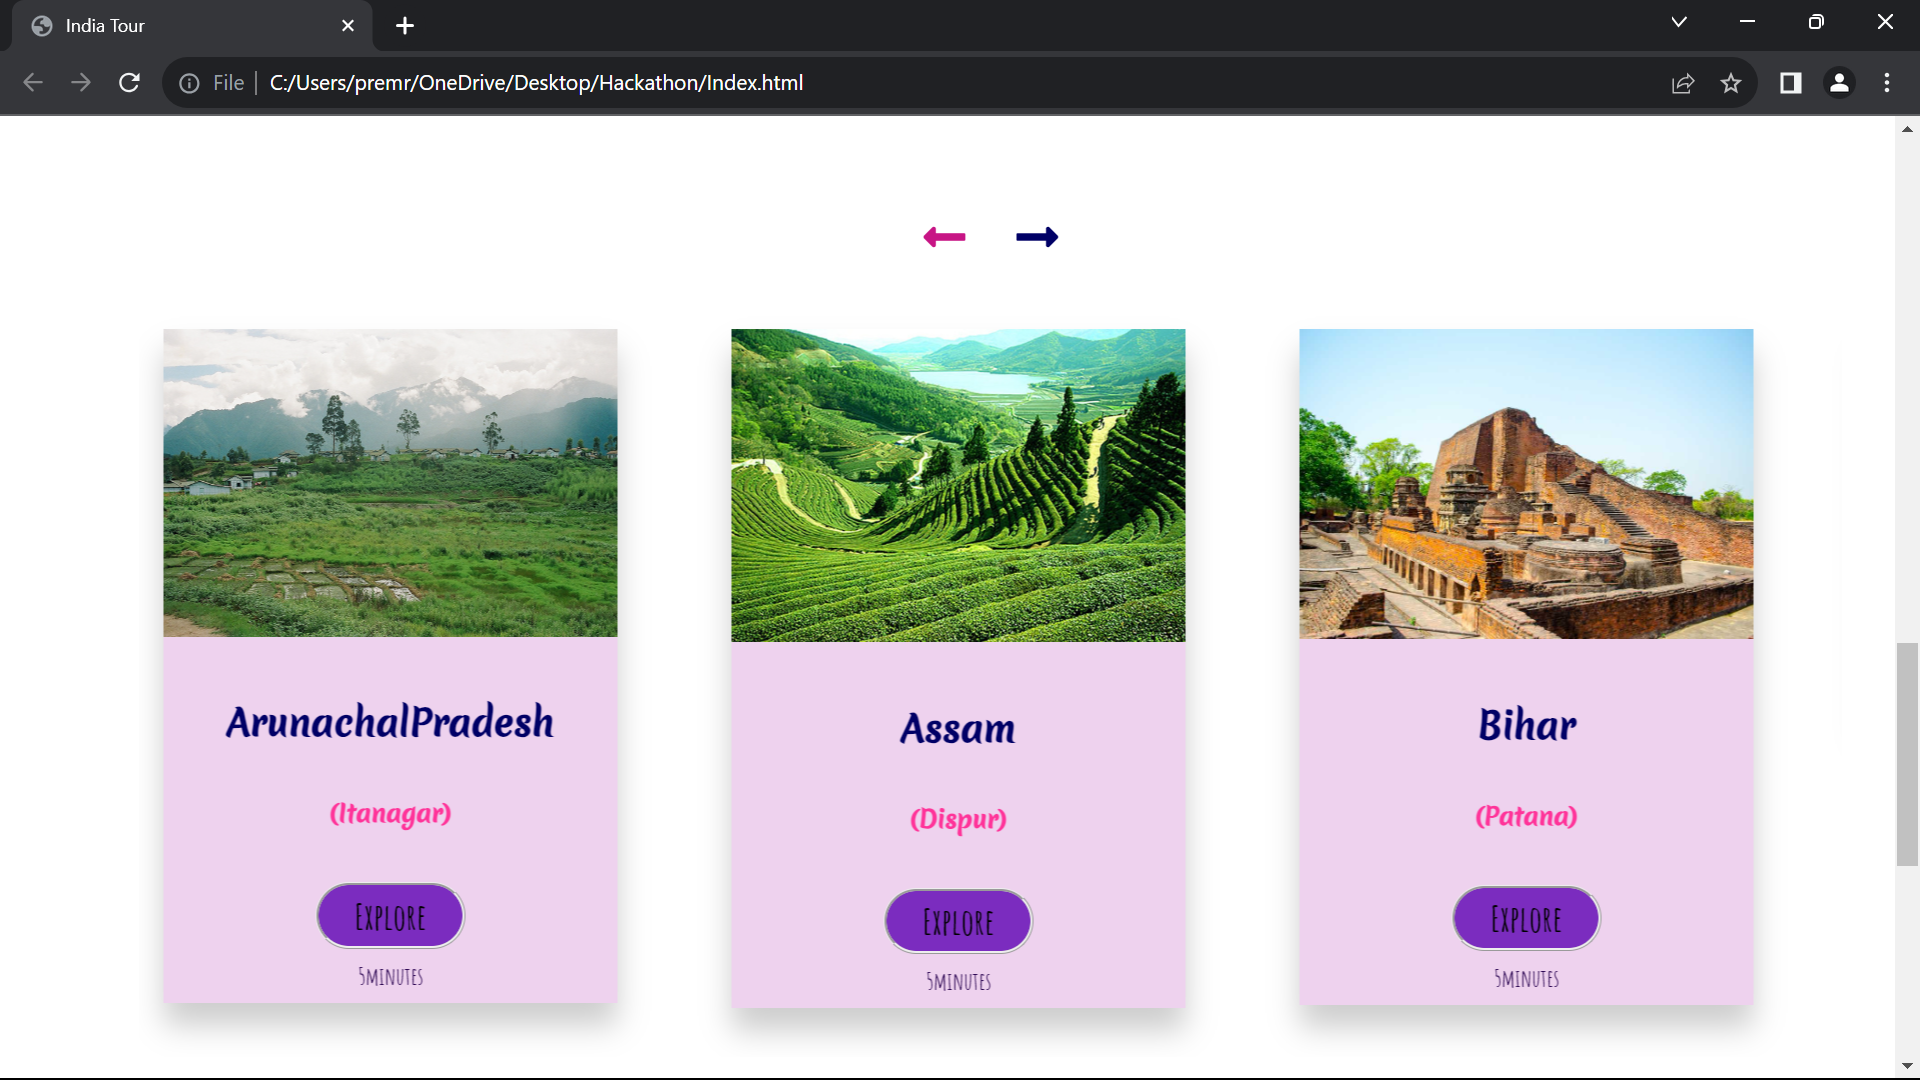 India Tour
File C:/Users/premr/OneDrive/Desktop/Hackathon/Index.html
ArunachalPradesh
(Itanagar)
Explore
5minutes
Assam
(Dispur)
Explore
5minutes
Bihar
(Patana)
Explore
5minutes